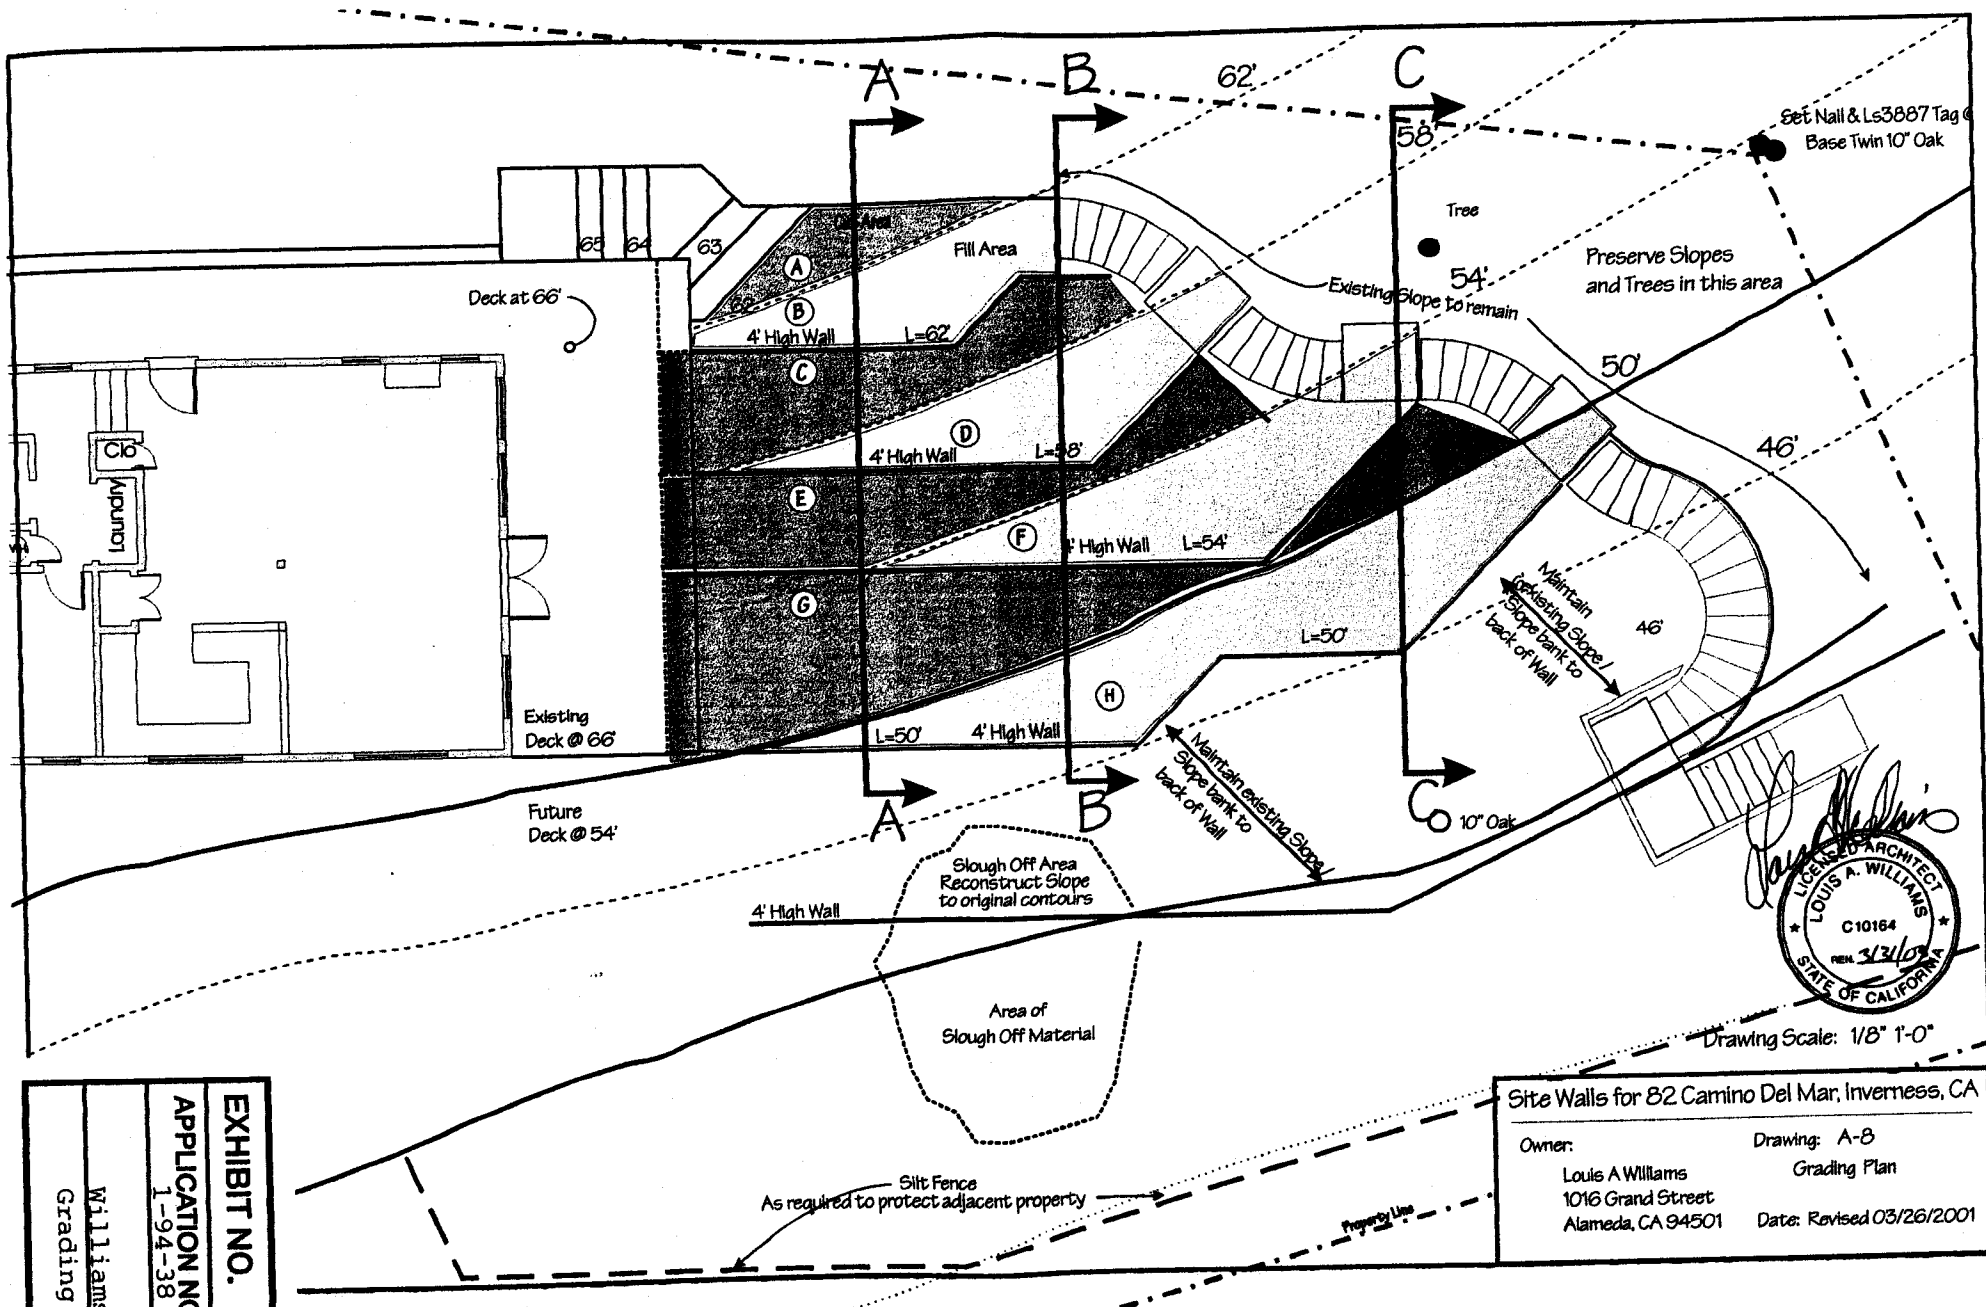 A
B
C
62'
58'
Set Nail & Ls3887 Tag @
Base Twin 10" Oak
Tree
Preserve Slopes
and Trees in this area
54'
Existing Slope to remain
50'
46'
65
64
63
62
Area
Fill Area
A
B
4' High Wall
L=62'
Deck at 66'
C
D
4' High Wall
L=58'
E
F
4' High Wall
L=54'
G
H
L=50'
L=50'
4' High Wall
Clo
Laundry
WH
Existing
Deck @ 66'
Future
Deck @ 54'
Maintain
existing Slope /
Slope bank to
back of Wall
46'
Maintain existing Slope /
Slope bank to
back of Wall
A
B
C
10" Oak
Slough Off Area
Reconstruct Slope
to original contours
4' High Wall
Area of
Slough Off Material
LICENSED ARCHITECT
LOUIS A. WILLIAMS
C10164
REN.
STATE OF CALIFORNIA
Drawing Scale: 1/8" 1'-0"
Silt Fence
As required to protect adjacent property
Property Line
Site Walls for 82 Camino Del Mar, Inverness, CA
Owner:
Louis A Williams
1016 Grand Street
Alameda, CA 94501
Drawing: A-8
Grading Plan
Date: Revised 03/26/2001
EXHIBIT NO.
APPLICATION NO
1-94-38
Williams
Grading